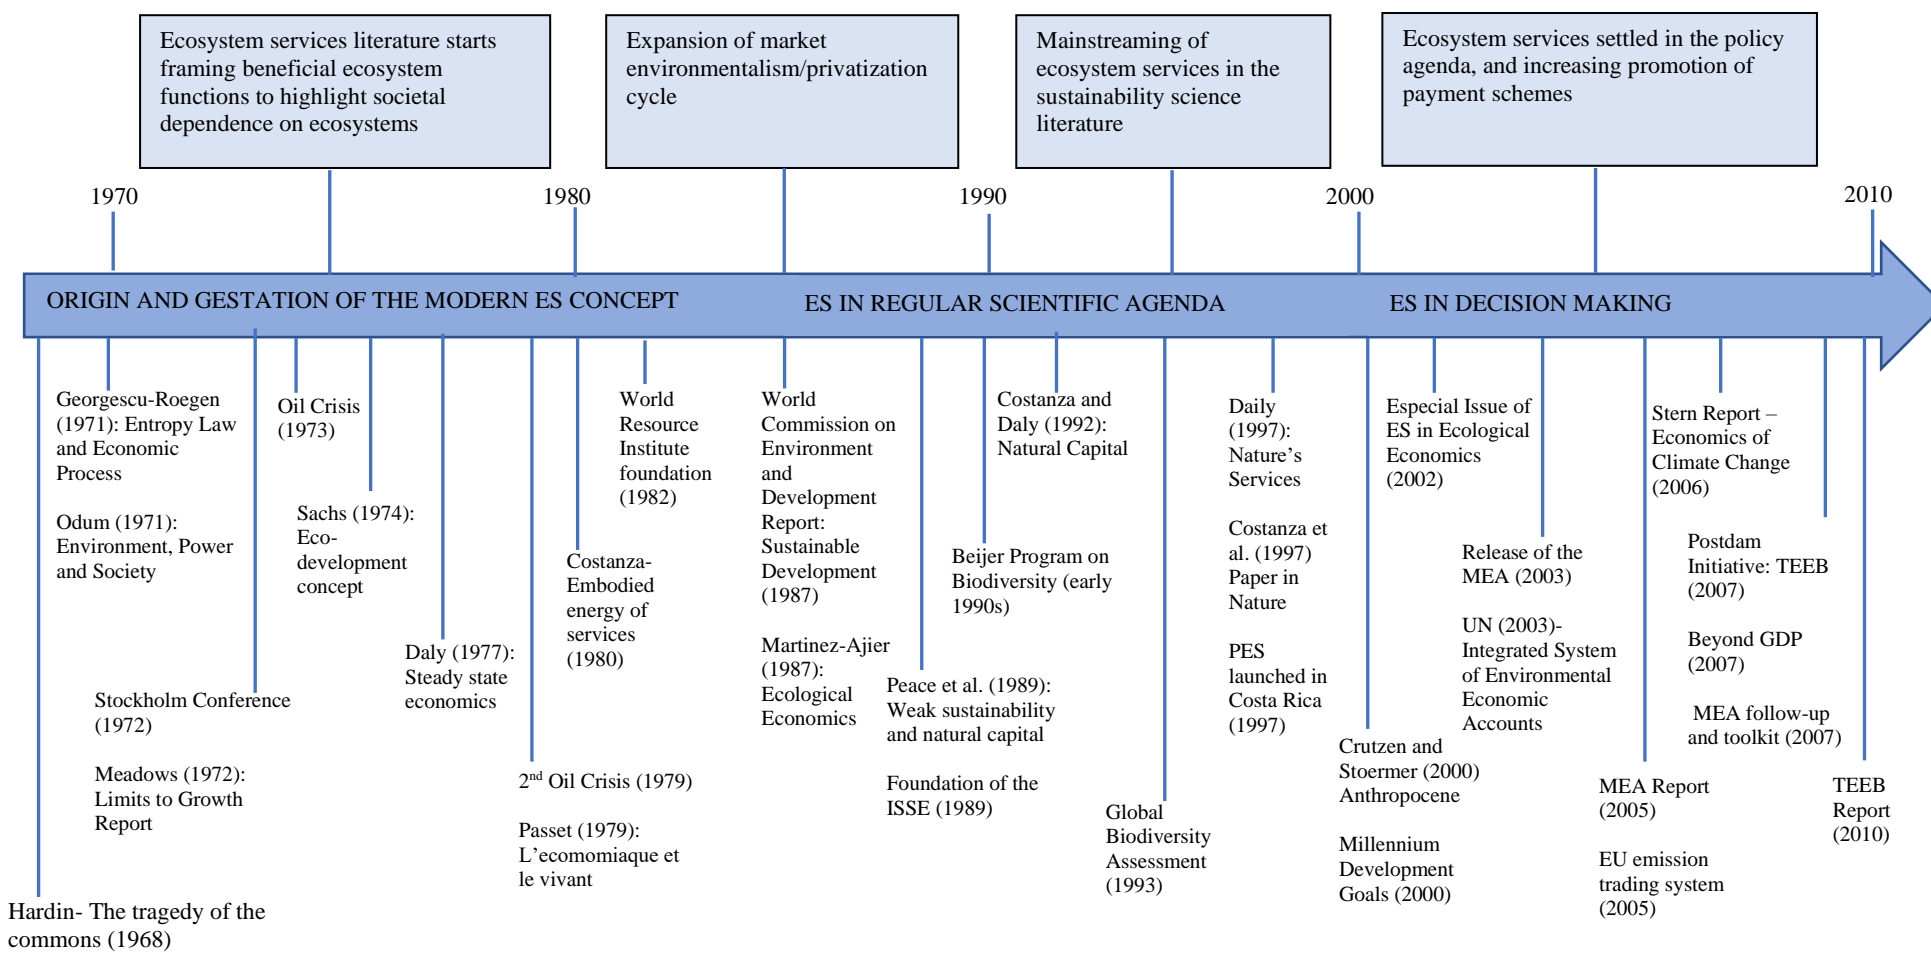 Ecosystem services literature starts
framing beneficial ecosystem
functions to highlight societal
dependence on ecosystems
Expansion of market
environmentalism/privatization
cycle
Mainstreaming of
ecosystem services in the
sustainability science
literature
Ecosystem services settled in the policy
agenda, and increasing promotion of
payment schemes
1970
1980
1990
2000
2010
ORIGIN AND GESTATION OF THE MODERN ES CONCEPT
ES IN REGULAR SCIENTIFIC AGENDA
ES IN DECISION MAKING
Hardin- The tragedy of the
commons (1968)
Georgescu-Roegen
(1971): Entropy Law
and Economic
Process
Odum (1971):
Environment, Power
and Society
Stockholm Conference
(1972)
Meadows (1972):
Limits to Growth
Report
Oil Crisis
(1973)
Sachs (1974):
Eco-
development
concept
Daly (1977):
Steady state
economics
2nd Oil Crisis (1979)
Passet (1979):
L'ecomomiaque et
le vivant
Costanza-
Embodied
energy of
services
(1980)
World
Resource
Institute
foundation
(1982)
World
Commission on
Environment
and
Development
Report:
Sustainable
Development
(1987)
Martinez-Ajier
(1987):
Ecological
Economics
Peace et al. (1989):
Weak sustainability
and natural capital
Foundation of the
ISSE (1989)
Beijer Program on
Biodiversity (early
1990s)
Costanza and
Daly (1992):
Natural Capital
Global
Biodiversity
Assessment
(1993)
Daily
(1997):
Nature's
Services
Costanza et
al. (1997)
Paper in
Nature
PES
launched in
Costa Rica
(1997)
Crutzen and
Stoermer (2000)
Anthropocene
Millennium
Development
Goals (2000)
Especial Issue of
ES in Ecological
Economics
(2002)
Release of the
MEA (2003)
UN (2003)-
Integrated System
of Environmental
Economic
Accounts
MEA Report
(2005)
EU emission
trading system
(2005)
Stern Report –
Economics of
Climate Change
(2006)
Postdam
Initiative: TEEB
(2007)
Beyond GDP
(2007)
MEA follow-up
and toolkit (2007)
TEEB
Report
(2010)